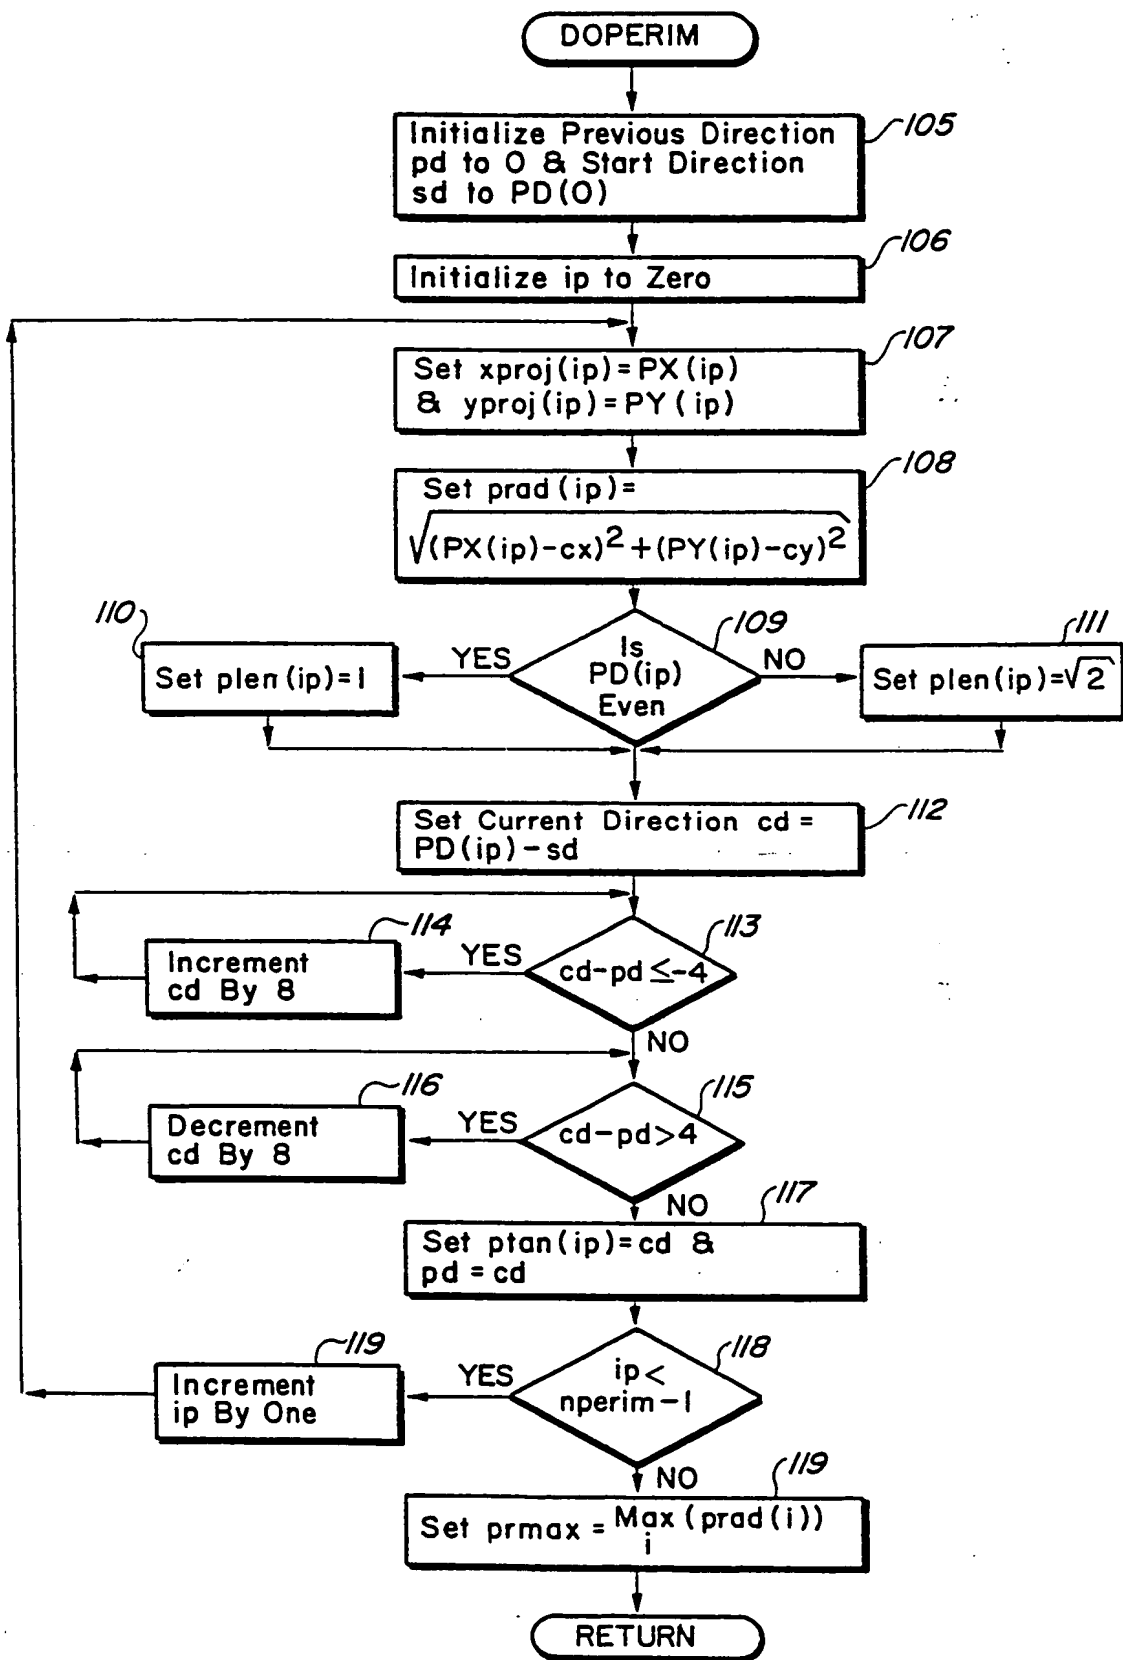 DOPERIM
105
Initialize Previous Direction
pd to 0 & Start Direction
sd to PD(0)
106
Initialize ip to Zero
107
Set xproj(ip)=PX(ip)
& yproj(ip)=PY(ip)
108
Set prad(ip)=
√(PX(ip)-cx)² + (PY(ip)-cy)²
109
Is
PD(ip)
Even
YES
NO
110
Set plen(ip)=1
111
Set plen(ip)=√2
112
Set Current Direction cd =
PD(ip)-sd
113
cd-pd ≤-4
YES
114
Increment
cd By 8
NO
115
cd-pd>4
YES
116
Decrement
cd By 8
NO
117
Set ptan(ip)=cd &
pd = cd
118
ip <
nperim-1
YES
119
Increment
ip By One
NO
119
Set prmax = Max (prad(i))
i
RETURN